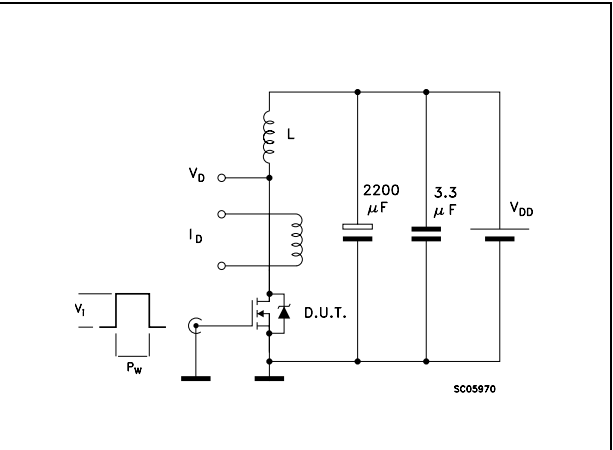 L
V_D
2200
μF
3.3
μF
V_DD
I_D
V_I
D.U.T.
P_W
SC05970